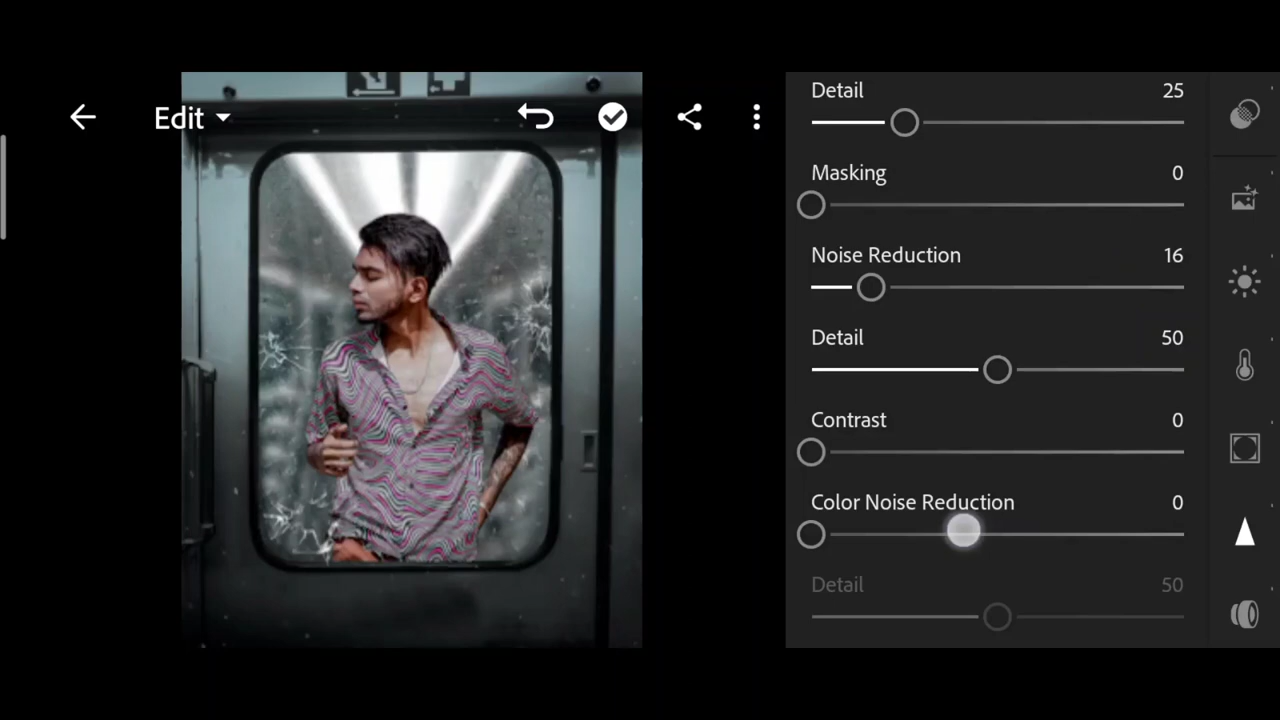 Edit
Detail 25
Masking 0
Noise Reduction 16
Detail 50
Contrast 0
Color Noise Reduction 0
Detail 50